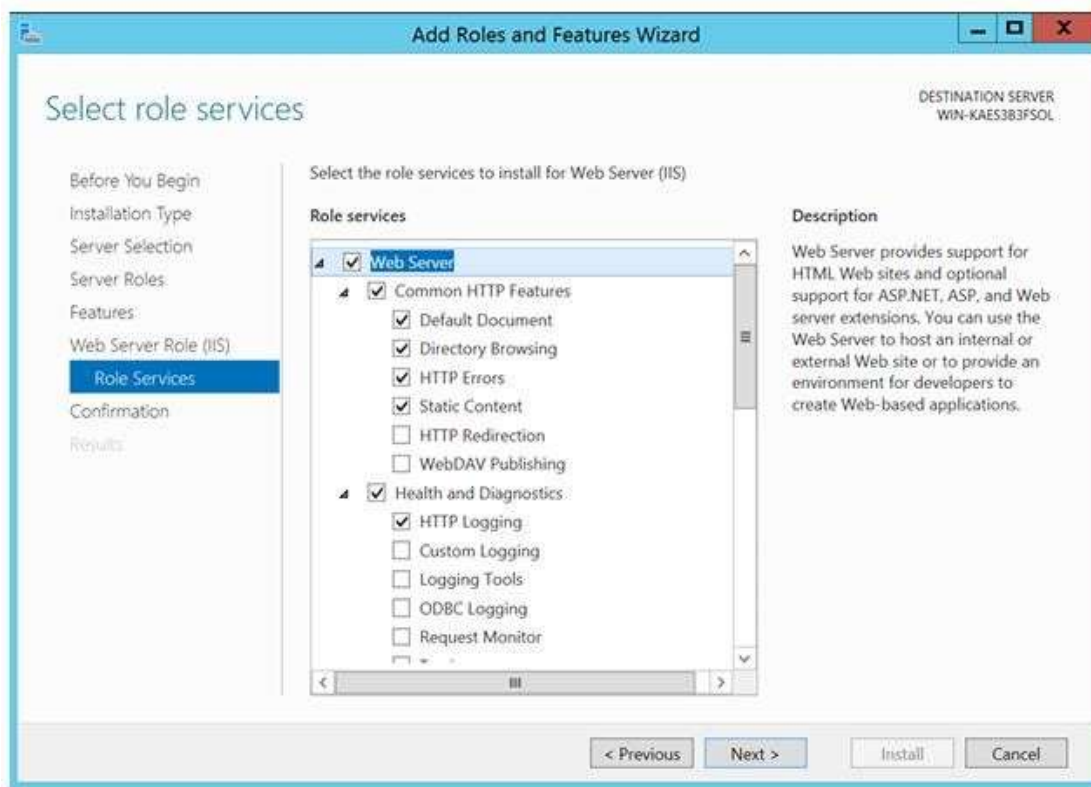 Add Roles and Features Wizard
Select role services
DESTINATION SERVER
WIN-KAES3B3FSOL
Before You Begin
Installation Type
Server Selection
Server Roles
Features
Web Server Role (IIS)
Role Services
Confirmation
Results
Select the role services to install for Web Server (IIS)
Role services
Web Server
Common HTTP Features
Default Document
Directory Browsing
HTTP Errors
Static Content
HTTP Redirection
WebDAV Publishing
Health and Diagnostics
HTTP Logging
Custom Logging
Logging Tools
ODBC Logging
Request Monitor
Description
Web Server provides support for
HTML Web sites and optional
support for ASP.NET, ASP, and Web
server extensions. You can use the
Web Server to host an internal or
external Web site or to provide an
environment for developers to
create Web-based applications.
< Previous
Next >
Install
Cancel